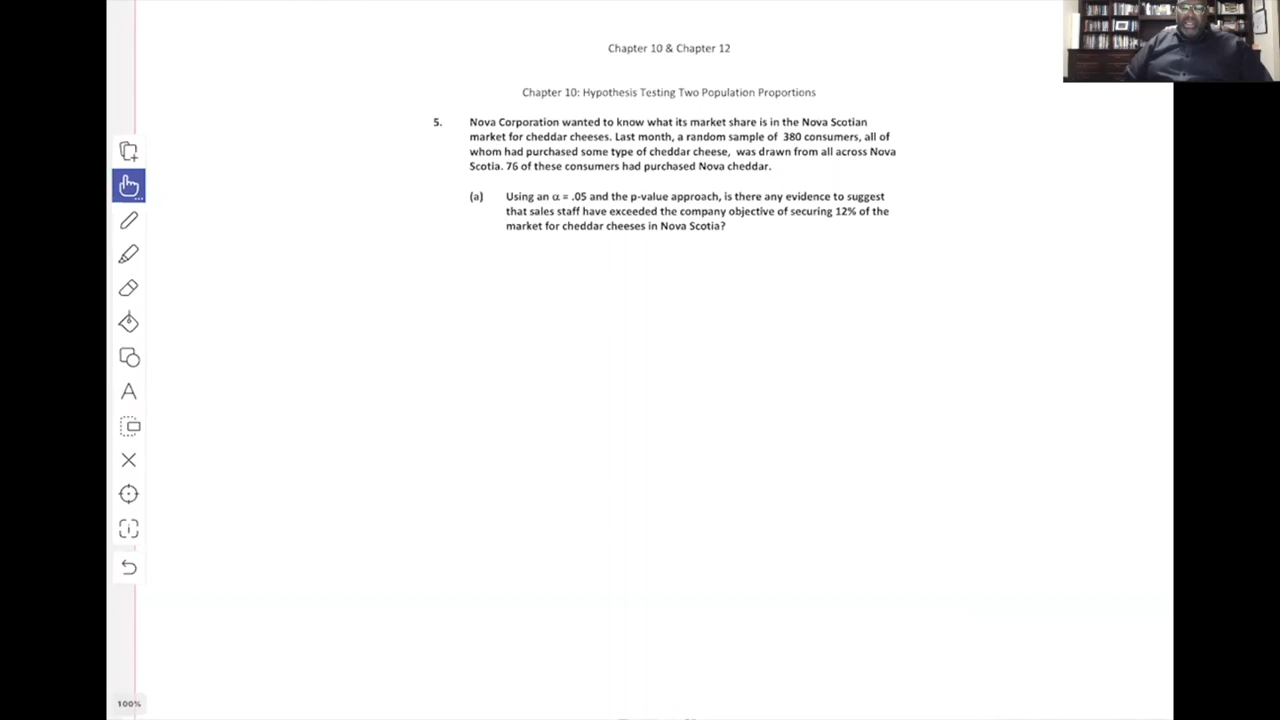 Chapter 10 & Chapter 12
Chapter 10: Hypothesis Testing Two Population Proportions
5. Nova Corporation wanted to know what its market share is in the Nova Scotian
market for cheddar cheeses. Last month, a random sample of 380 consumers, all of
whom had purchased some type of cheddar cheese, was drawn from all across Nova
Scotia. 76 of these consumers had purchased Nova cheddar.
(a) Using an α = .05 and the p-value approach, is there any evidence to suggest
that sales staff have exceeded the company objective of securing 12% of the
market for cheddar cheeses in Nova Scotia?
100%